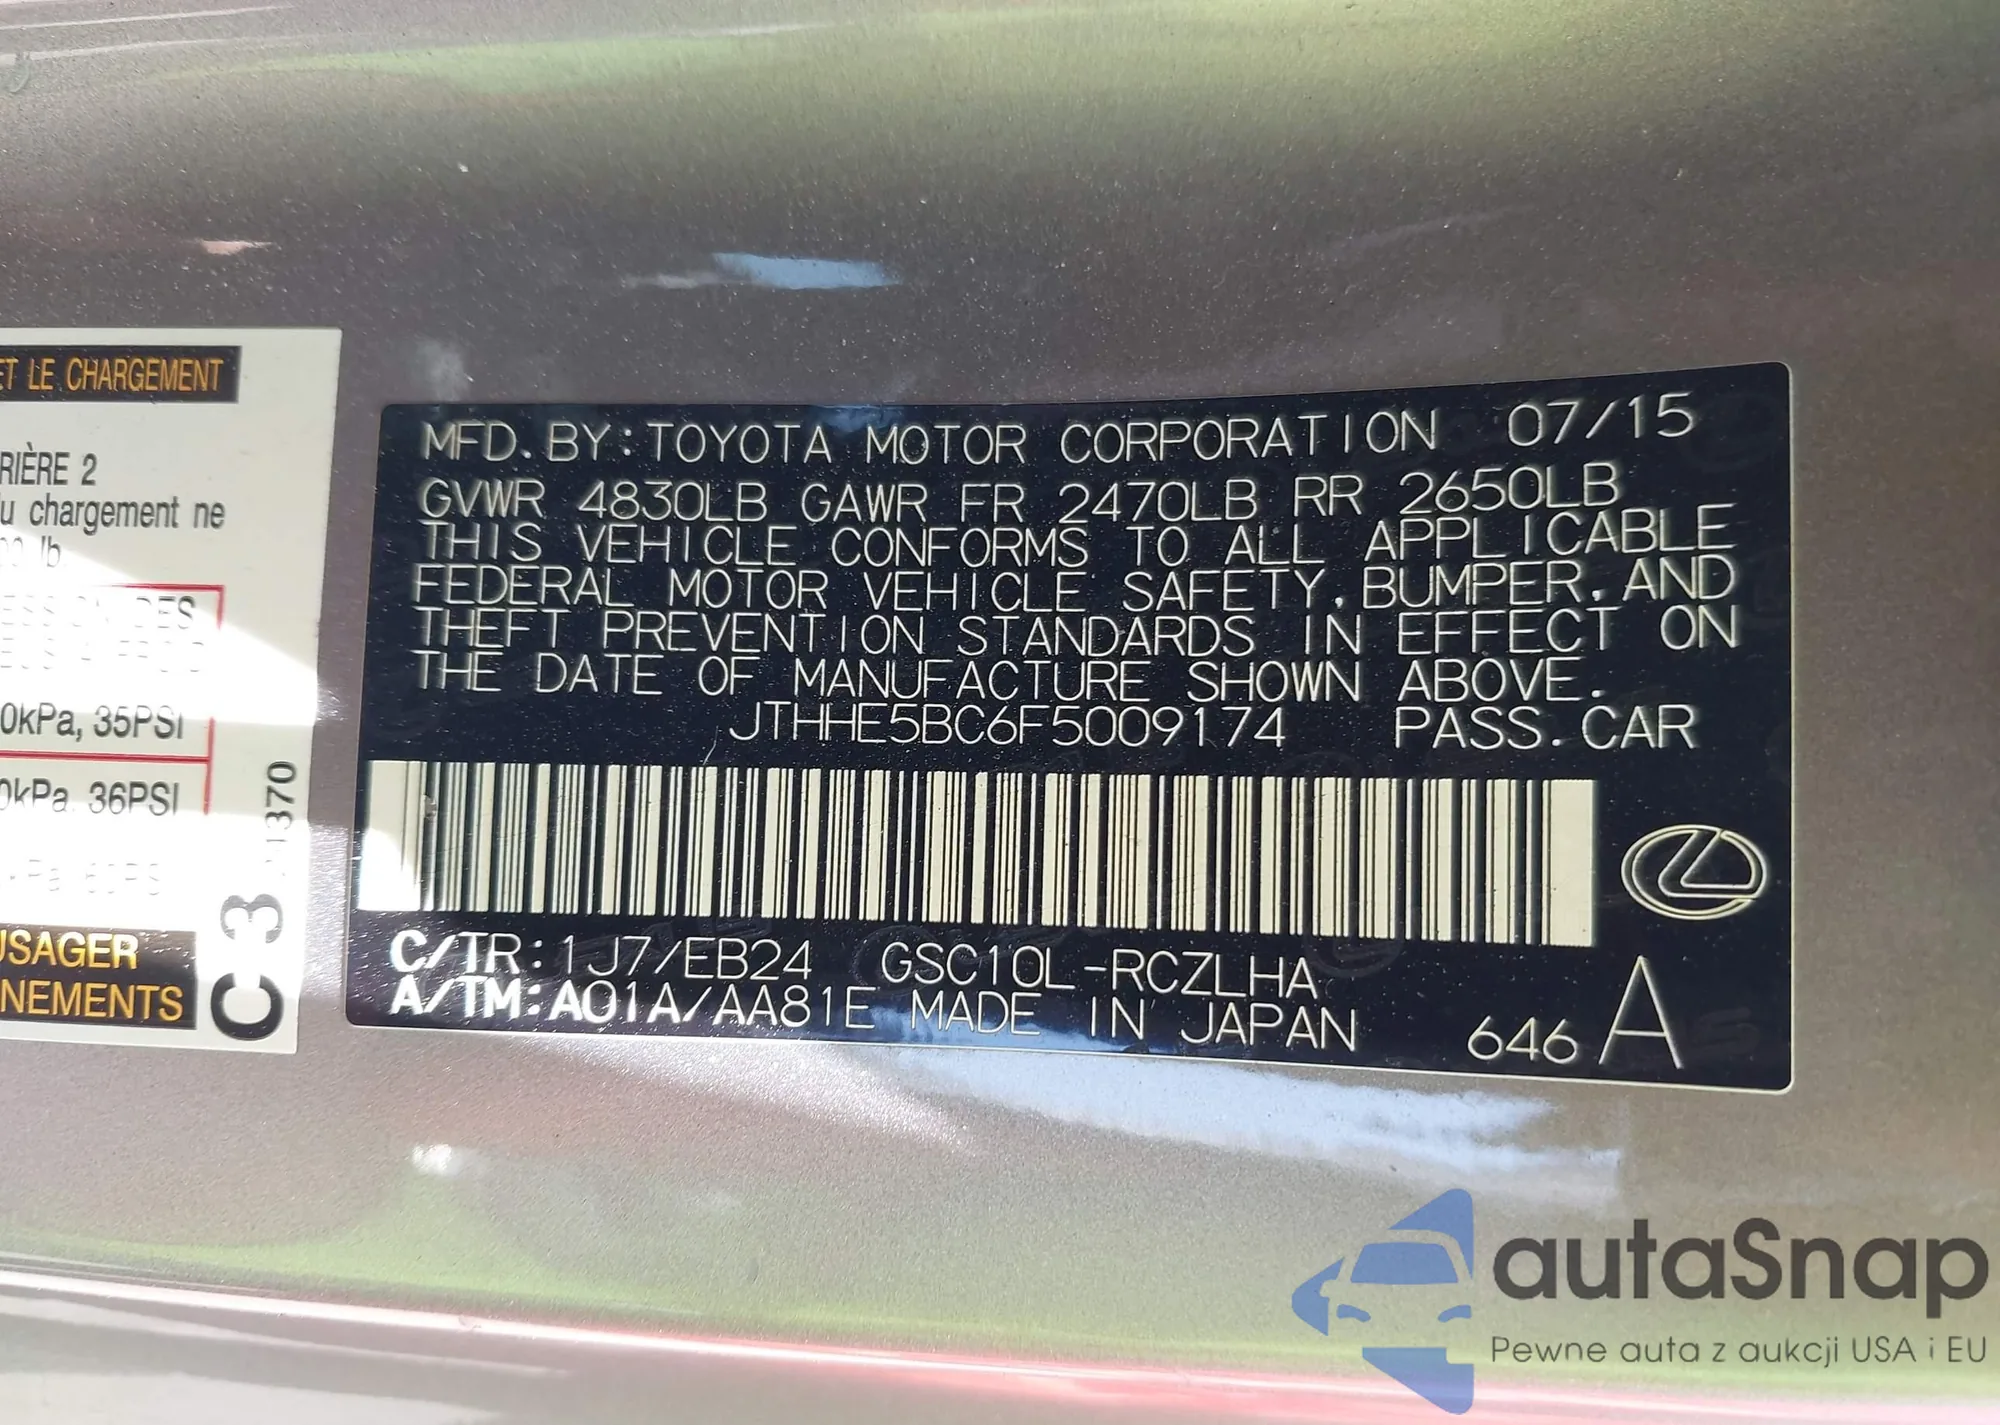 ET LE CHARGEMENT
RIÈRE 2
u chargement ne
lb.
DES
0kPa, 35PSI
0kPa, 36PSI
USAGER
NEMENTS
C3
1370
MFD. BY: TOYOTA MOTOR CORPORATION 07/15
GVWR 4830LB GAWR FR 2470LB RR 2650LB
THIS VEHICLE CONFORMS TO ALL APPLICABLE
FEDERAL MOTOR VEHICLE SAFETY, BUMPER, AND
THEFT PREVENTION STANDARDS IN EFFECT ON
THE DATE OF MANUFACTURE SHOWN ABOVE.
JTHHE5BC6F5009174 PASS. CAR
C/TR: 1J7/EB24 GSC10L-RCZLHA
A/TM: A01A/AA81E MADE IN JAPAN 646 A
autaSnap
Pewne auta z aukcji USA i EU